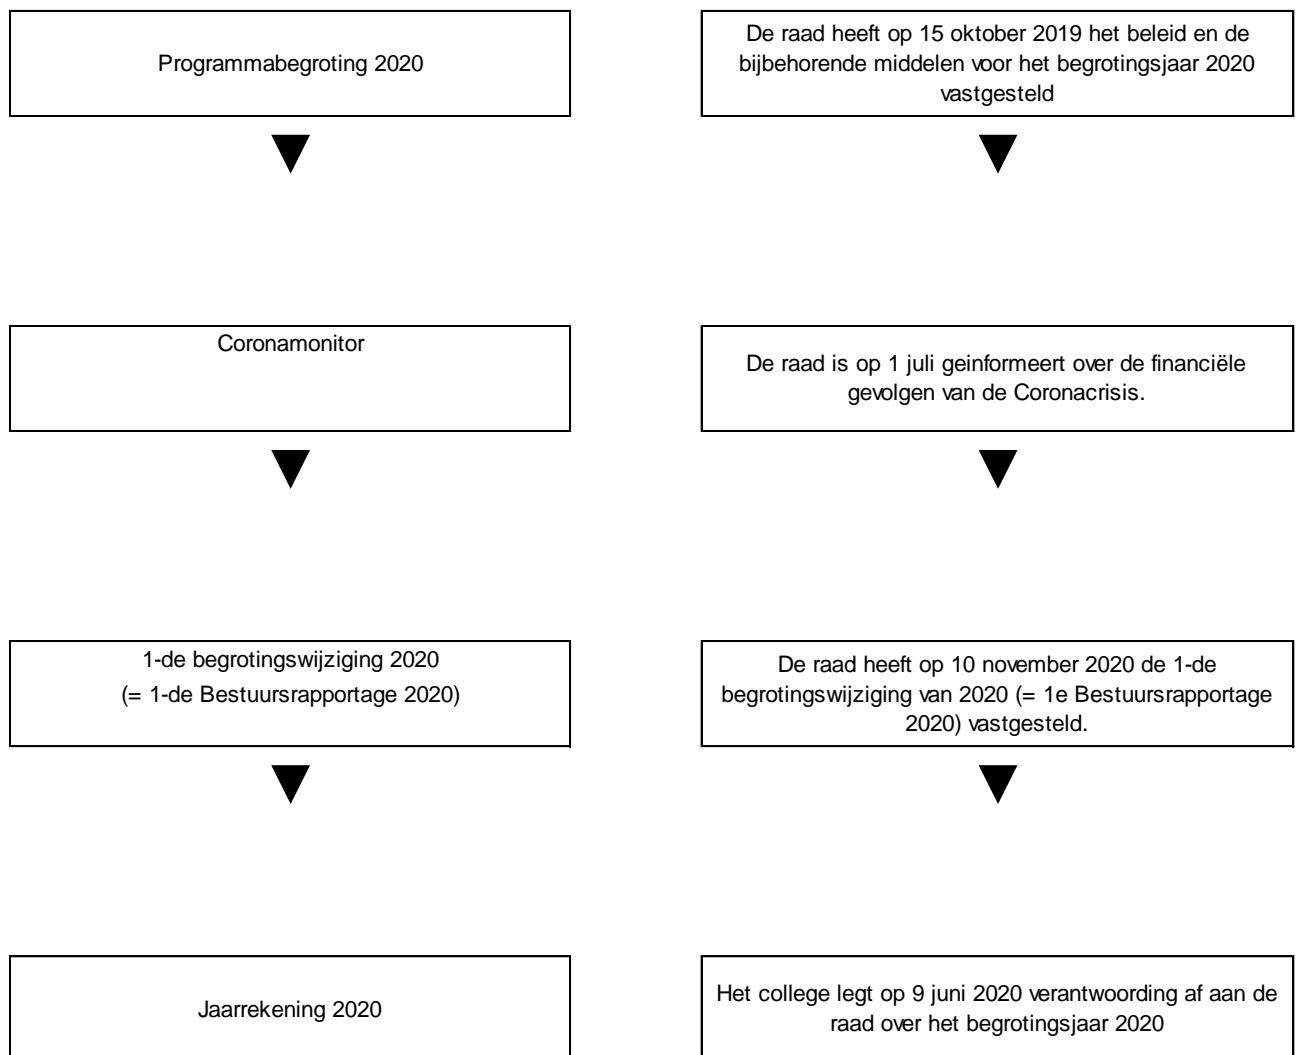 Programmabegroting 2020
De raad heeft op 15 oktober 2019 het beleid en de
bijbehorende middelen voor het begrotingsjaar 2020
vastgesteld
Coronamonitor
De raad is op 1 juli geinformeert over de financiële
gevolgen van de Coronacrisis.
1-de begrotingswijziging 2020
(= 1-de Bestuursrapportage 2020)
De raad heeft op 10 november 2020 de 1-de
begrotingswijziging van 2020 (= 1e Bestuursrapportage
2020) vastgesteld.
Jaarrekening 2020
Het college legt op 9 juni 2020 verantwoording af aan de
raad over het begrotingsjaar 2020